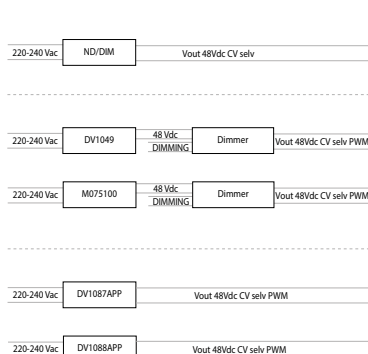 220-240 Vac ND/DIM Vout 48Vdc CV selv
220-240 Vac DV1049 48 Vdc DIMMING Dimmer Vout 48Vdc CV selv PWM
220-240 Vac M075100 48 Vdc DIMMING Dimmer Vout 48Vdc CV selv PWM
220-240 Vac DV1087APP Vout 48Vdc CV selv PWM
220-240 Vac DV1088APP Vout 48Vdc CV selv PWM